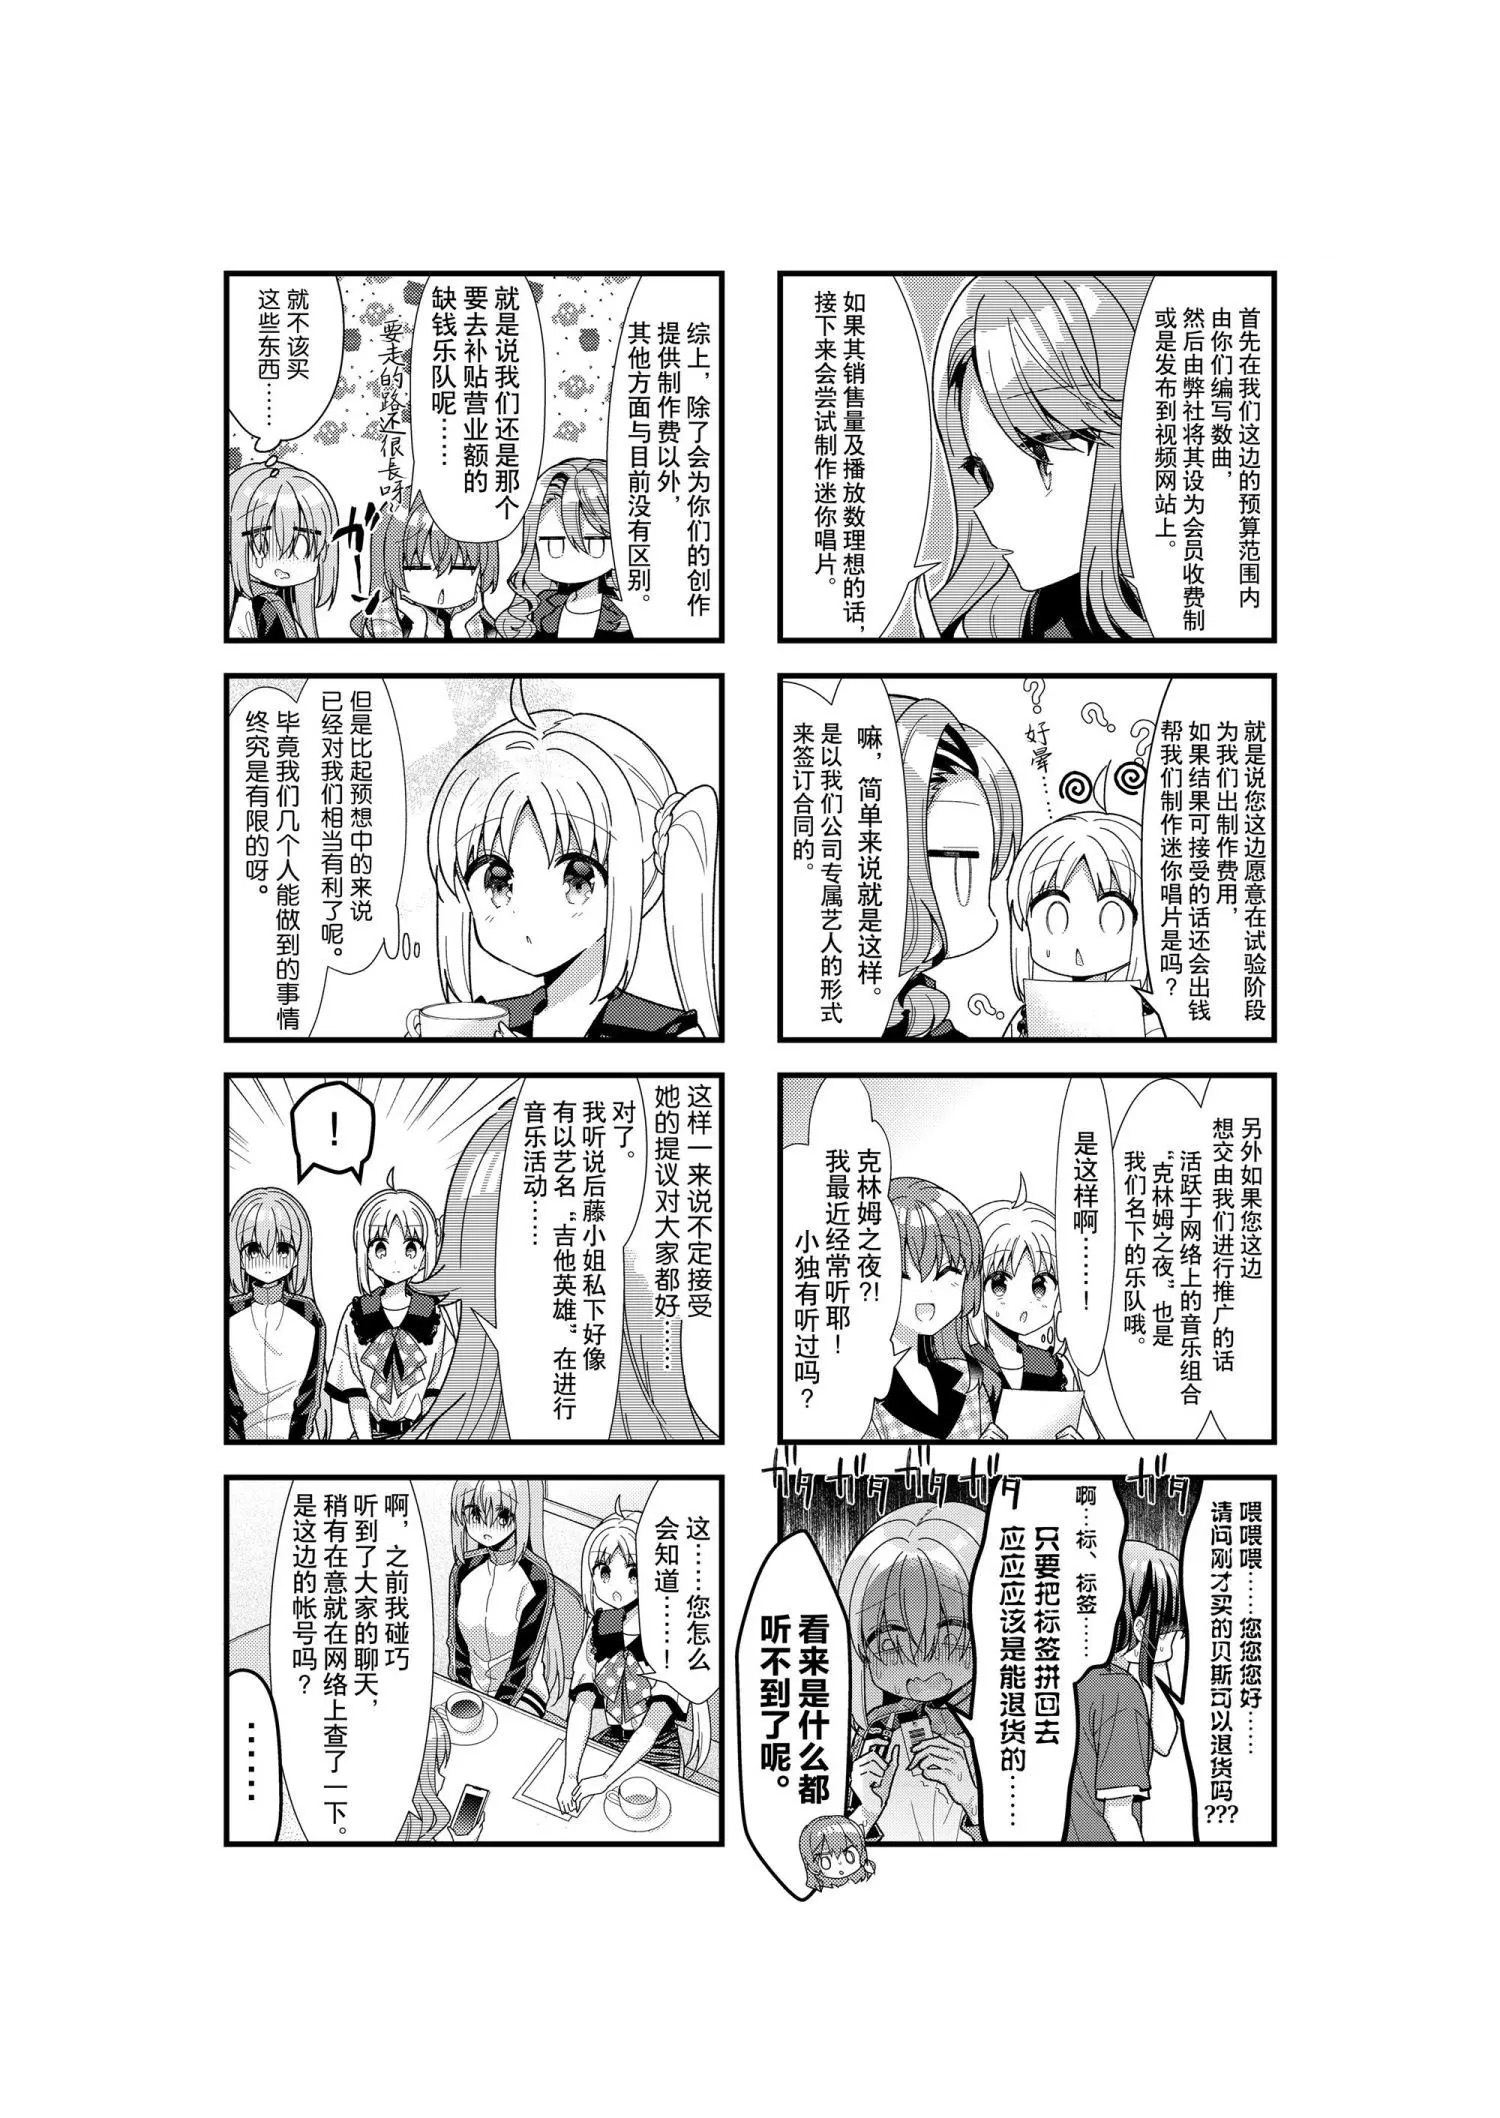 首先在我们这边的预算范围内
由你们编写数曲，
然后由弊社将其设为会员收费制
或是发布到视频网站上。
如果其销售量及播放数理想的话，
接下来会尝试制作迷你唱片。
就是说您这边愿意在试验阶段
为我们出制作费用，
如果结果可接受的话还会出钱
帮我们制作迷你唱片是吗？
？
？
？
好晕……
？
？
嘛，简单来说就是这样。
是以我们公司专属艺人的形式
来签订合同的。
另外如果您这边
想交由我们进行推广的话
活跃于网络上的音乐组合
“克林姆之夜”也是
我们名下的乐队哦。
是这样啊……！
克林姆之夜?!
我最近经常听耶！
小独有听过吗？
喂喂喂……您您您好……
请问刚才买的贝斯可以退货吗???
啊…标、标签……
只要把标签拼回去
应应应该是能退货的……
ガタ
ガタ
ガタ
ガタ
ガタ
看来是什么都
听不到了呢。
综上，除了会为你们的创作
提供制作费以外，
其他方面与目前没有区别。
就是说我们还是那个
要去补贴营业额的
缺钱乐队呢……
要走的路还很长呀
ガーン
就不该买
这些东西……
但是比起预想中的来说
已经对我们相当有利了呢。
毕竟我们几个人能做到的事情
终究是有限的呀。
这样一来说不定接受
她的提议对大家都好……
对了。
我听说后藤小姐私下好像
有以艺名“吉他英雄”在进行
音乐活动……
！
这……您怎么
会知道……！
啊，之前我碰巧
听到了大家的聊天，
稍有在意就在网络上查了一下。
是这边的帐号吗？
……